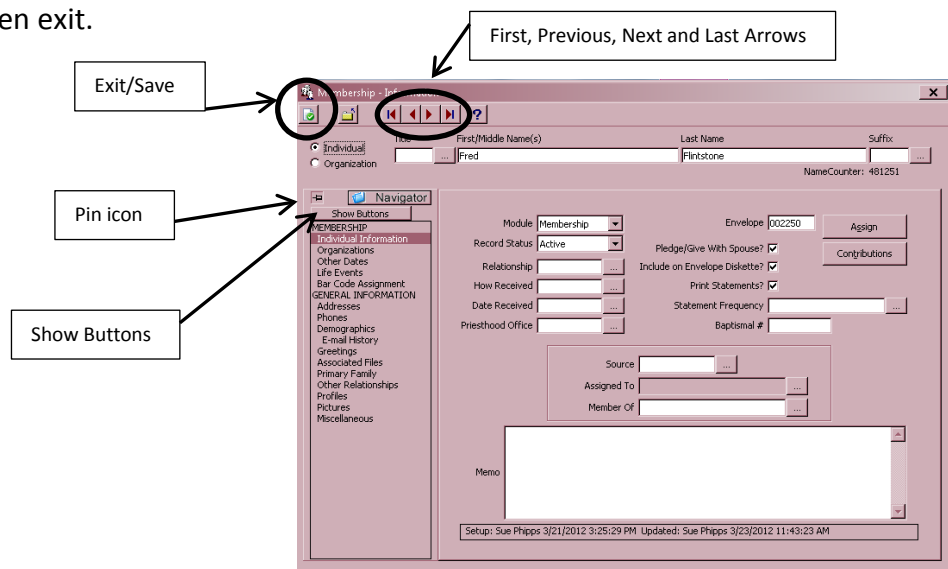 en exit.
First, Previous, Next and Last Arrows
Exit/Save
Membership - Information
?
Individual
Organization
Title First/Middle Name(s) Last Name Suffix
... Fred Flintstone ...
NameCounter: 481251
Pin icon
Navigator
Show Buttons
MEMBERSHIP
Individual Information
Organizations
Other Dates
Life Events
Bar Code Assignment
GENERAL INFORMATION
Addresses
Phones
Demographics
E-mail History
Greetings
Associated Files
Primary Family
Other Relationships
Profiles
Pictures
Miscellaneous
Show Buttons
Module Membership
Record Status Active
Relationship ...
How Received ...
Date Received ...
Priesthood Office ...
Envelope 002250
Pledge/Give With Spouse?
Include on Envelope Diskette?
Print Statements?
Statement Frequency ...
Baptismal #
Assign
Contributions
Source ...
Assigned To ...
Member Of ...
Memo
Setup: Sue Phipps 3/21/2012 3:25:29 PM Updated: Sue Phipps 3/23/2012 11:43:23 AM